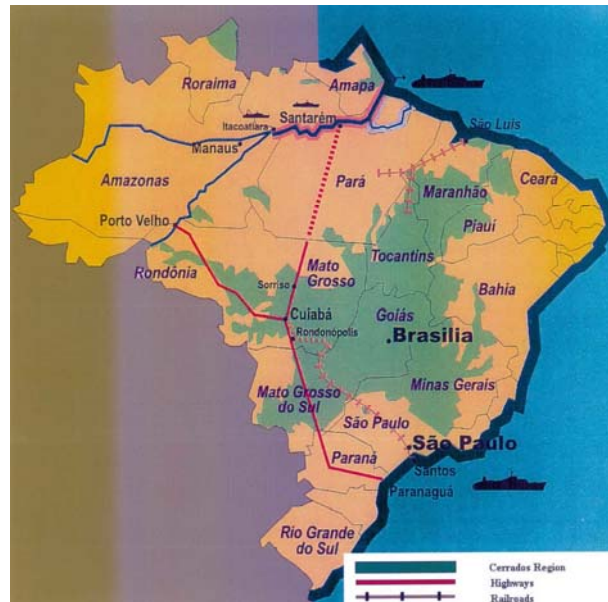 Roraima
Amapa
Santarém
Itacoatiara
Manaus
São Luis
Amazonas
Pará
Maranhão
Ceará
Porto Velho
Piauí
Tocantins
Rondônia
Mato
Grosso
Sorriso
Bahia
Cuiabá
Goiás
Rondonópolis
Brasilia
Mato Grosso
do Sul
Minas Gerais
São Paulo
São Paulo
Paraná
Santos
Paranaguá
Rio Grande
do Sul
Cerrados Region
Highways
Railroads